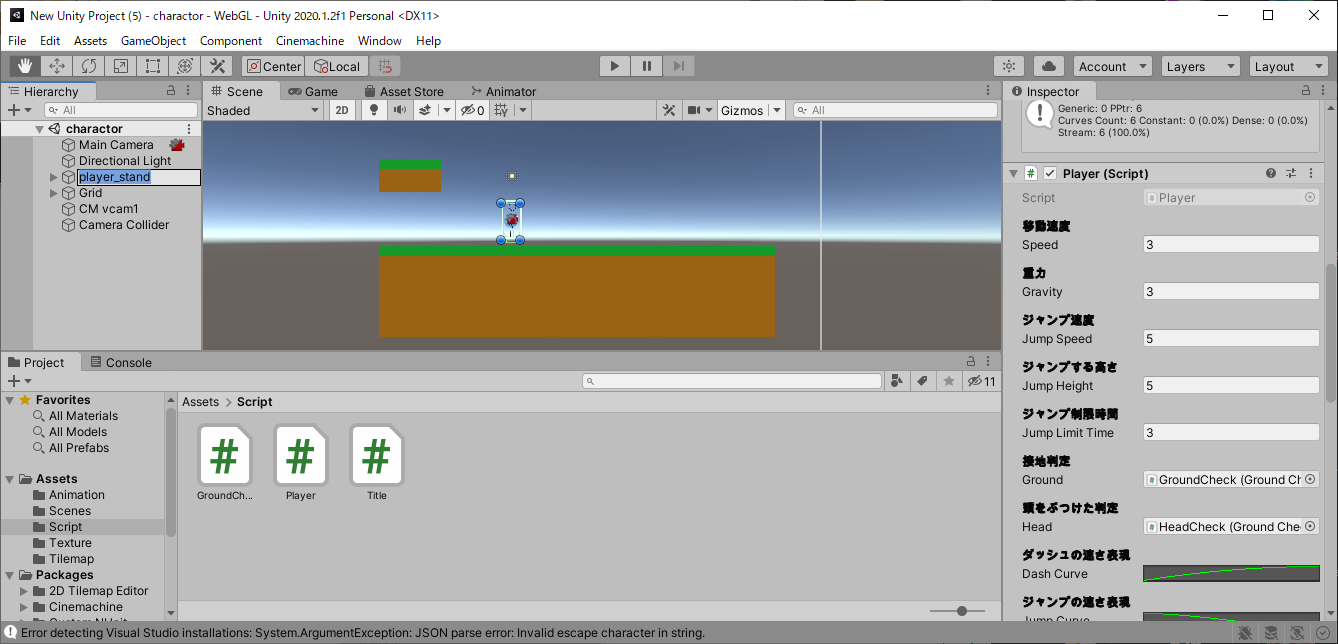 New Unity Project (5) - charactor - WebGL - Unity 2020.1.2f1 Personal <DX11>
File Edit Assets GameObject Component Cinemachine Window Help
Center Local Account Layers Layout
Hierarchy
All
charactor
Main Camera
Directional Light
player_stand
Grid
CM vcam1
Camera Collider
Scene Game Asset Store Animator
Shaded 2D 0 Gizmos All
Project Console
11
Favorites
All Materials
All Models
All Prefabs
Assets
Animation
Scenes
Script
Texture
Tilemap
Packages
2D Tilemap Editor
Cinemachine
Custom NUnit
Assets > Script
GroundCh... Player Title
Inspector
Generic: 0 PPtr: 6
Curves Count: 6 Constant: 0 (0.0%) Dense: 0 (0.0%)
Stream: 6 (100.0%)
# Player (Script)
Script Player
移動速度
Speed 3
重力
Gravity 3
ジャンプ速度
Jump Speed 5
ジャンプする高さ
Jump Height 5
ジャンプ制限時間
Jump Limit Time 3
接地判定
Ground GroundCheck (Ground Ch
頭をぶつけた判定
Head HeadCheck (Ground Che
ダッシュの速さ表現
Dash Curve
ジャンプの速さ表現
Jump Curve
Error detecting Visual Studio installations: System.ArgumentException: JSON parse error: Invalid escape character in string.